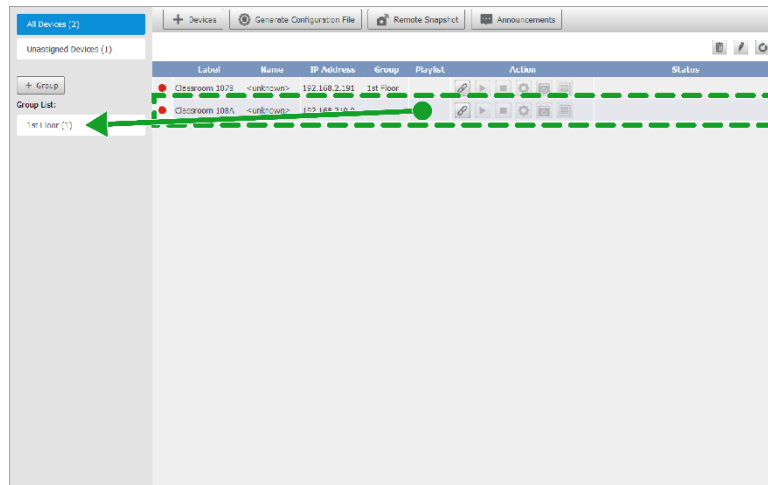 All Devices (2)
+ Devices
Generate Configuration File
Remote Snapshot
Announcements
Unassigned Devices (1)
Label Name IP Address Group Playlist Action Status
+ Group
Classroom 107B <unknown> 192.168.2.191 1st Floor
Group List:
Classroom 108A <unknown>
1st Floor (1)